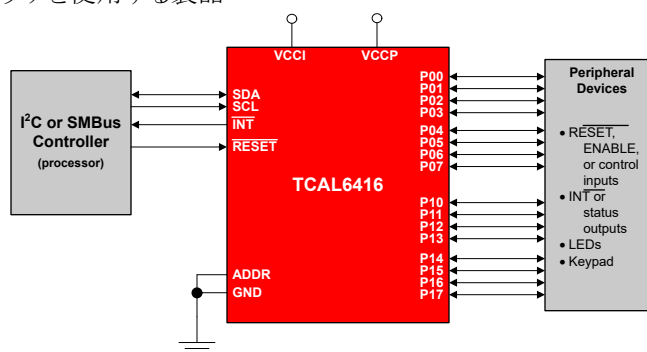 を使用する製品
VCCI
VCCP
I²C or SMBus
Controller
(processor)
SDA
SCL
INT
RESET
TCAL6416
ADDR
GND
P00
P01
P02
P03
P04
P05
P06
P07
P10
P11
P12
P13
P14
P15
P16
P17
Peripheral
Devices
• RESET,
ENABLE,
or control
inputs
• INT or
status
outputs
• LEDs
• Keypad